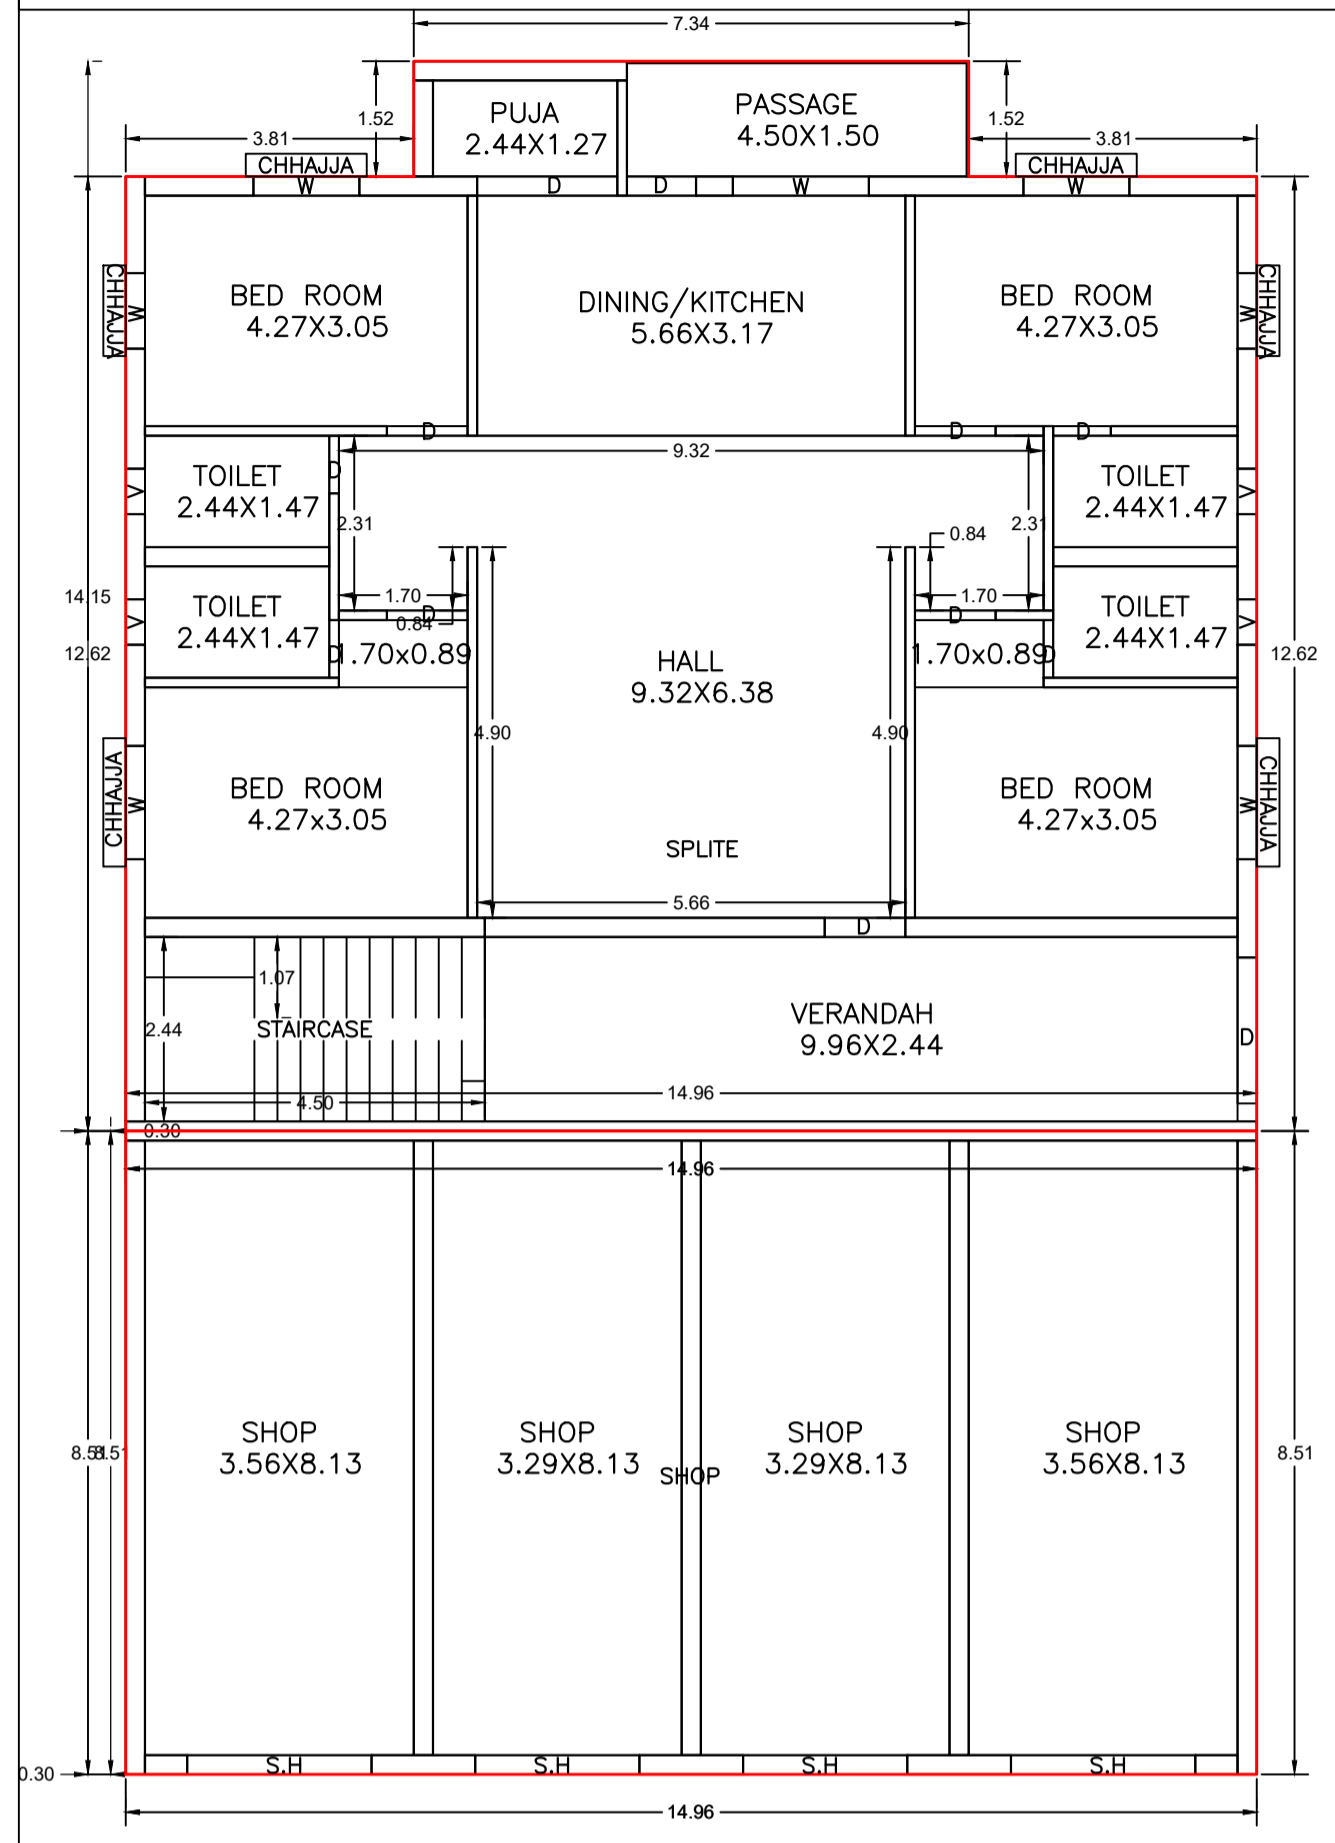 7.34
1.52
1.52
PUJA
2.44X1.27
PASSAGE
4.50X1.50
3.81
3.81
CHHAJJA
CHHAJJA
W
D
D
W
W
CHHAJJA
W
BED ROOM
4.27X3.05
DINING/KITCHEN
5.66X3.17
BED ROOM
4.27X3.05
W
CHHAJJA
D
D
D
9.32
TOILET
2.44X1.47
D
V
2.31
2.31
0.84
TOILET
2.44X1.47
V
14.15
12.62
TOILET
2.44X1.47
V
1.70
D
0.84
D
1.70x0.89
1.70
D
1.70x0.89
D
TOILET
2.44X1.47
V
12.62
HALL
9.32X6.38
4.90
4.90
CHHAJJA
W
BED ROOM
4.27x3.05
SPLITE
BED ROOM
4.27x3.05
W
CHHAJJA
5.66
D
1.07
2.44
STAIRCASE
VERANDAH
9.96X2.44
D
14.96
4.50
0.30
14.96
SHOP
3.56X8.13
SHOP
3.29X8.13
SHOP
SHOP
3.29X8.13
SHOP
3.56X8.13
8.51
8.51
8.51
S.H
S.H
S.H
S.H
0.30
14.96